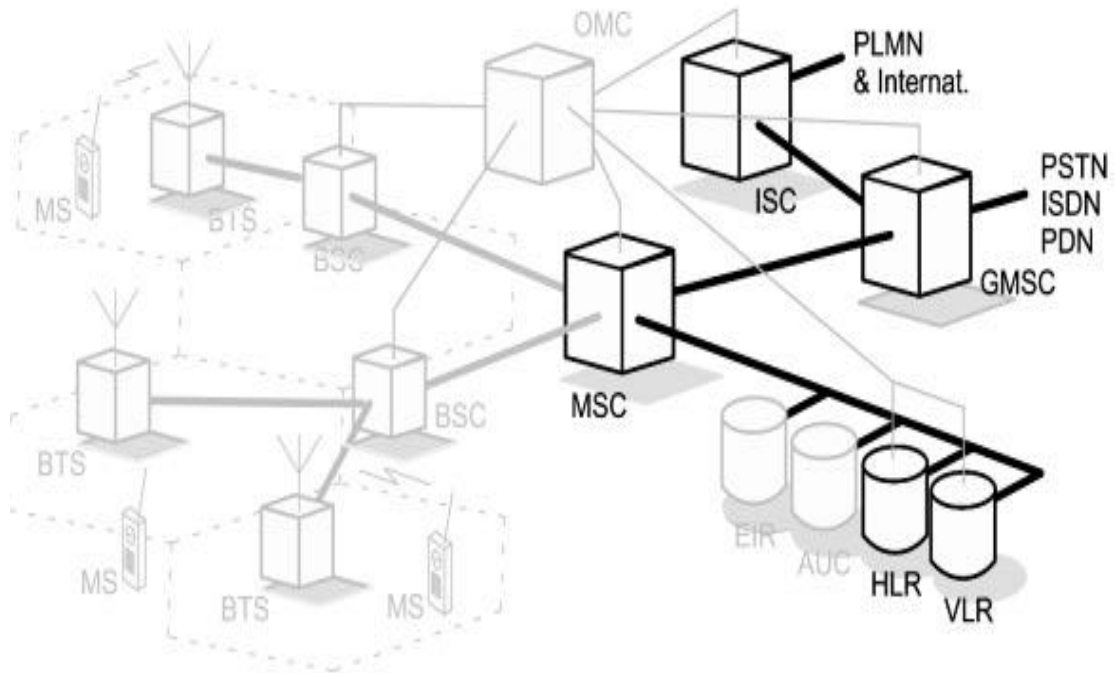 OMC
PLMN
& Internat.
MS
BTS
BSC
ISC
PSTN
ISDN
PDN
GMSC
MSC
BSC
BTS
EIR
AUC
HLR
VLR
MS
BTS
MS